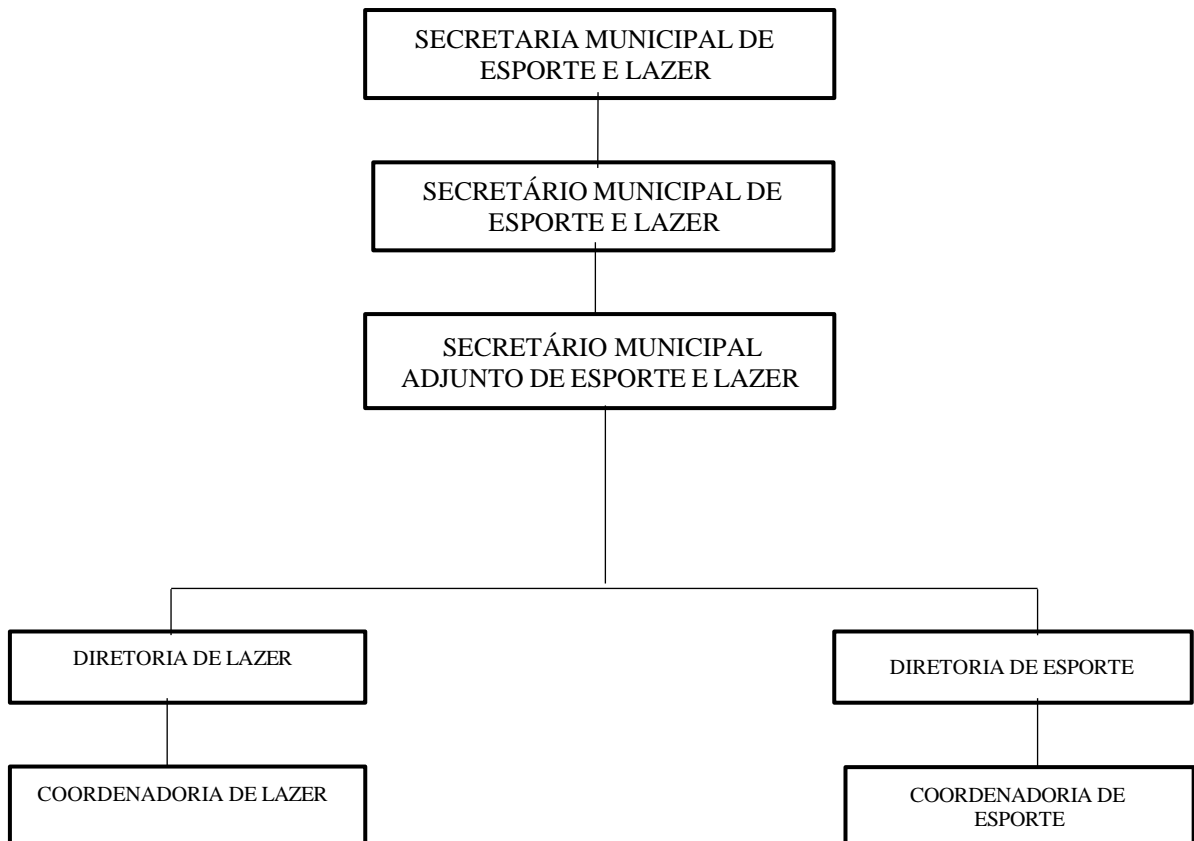 SECRETARIA MUNICIPAL DE
ESPORTE E LAZER
SECRETÁRIO MUNICIPAL DE
ESPORTE E LAZER
SECRETÁRIO MUNICIPAL
ADJUNTO DE ESPORTE E LAZER
DIRETORIA DE LAZER
DIRETORIA DE ESPORTE
COORDENADORIA DE LAZER
COORDENADORIA DE
ESPORTE